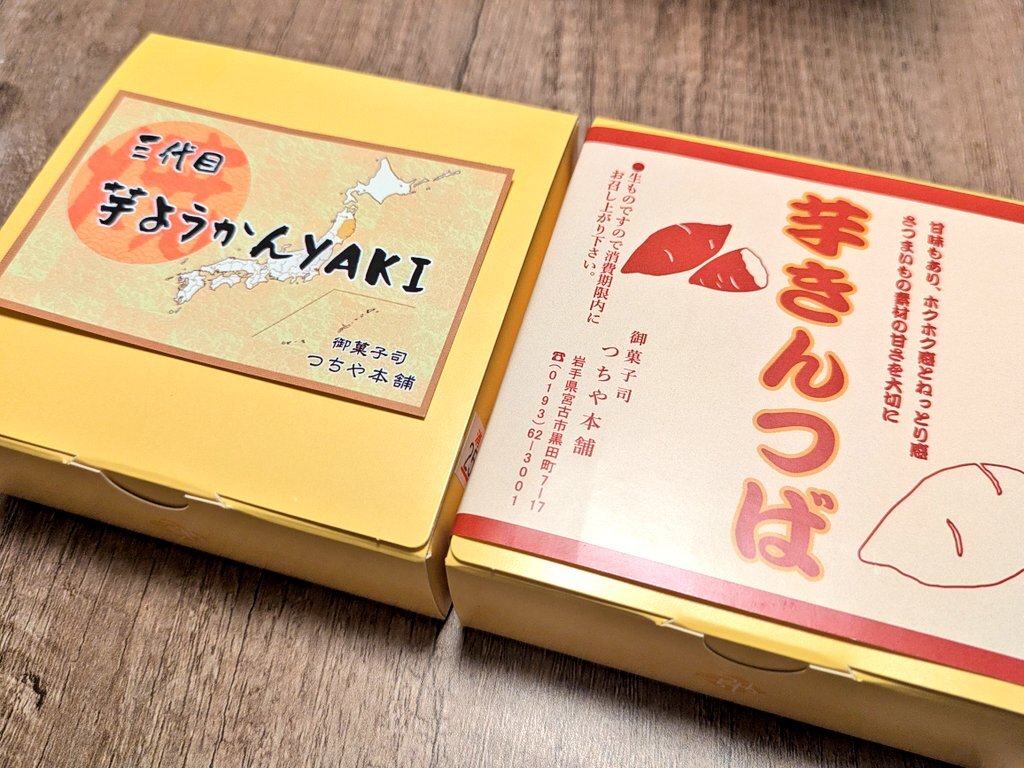 三代目
芋ようかんYAKI
御菓子司
つちや本舗
甘味もあり、ホクホク感とねっとり感
さつまいもの素材の甘さを大切に
芋きんつば
●生ものですので消費期限内に
お召し上がり下さい。
御菓子司
つちや本舗
岩手県宮古市黒田町7-17
☎(0193)62-3001